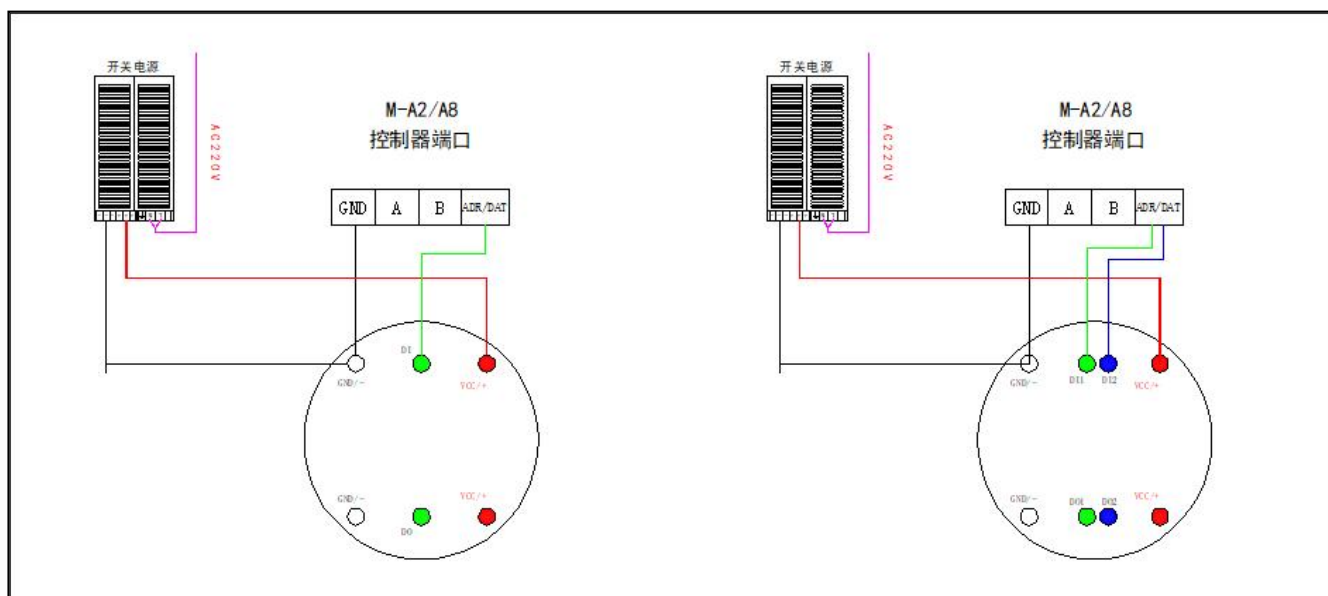 开关电源
AC220V
M-A2/A8
控制器端口
GND A B ADR/DAT
DI
GND/- VCC/+
GND/- VCC/+
DO
开关电源
AC220V
M-A2/A8
控制器端口
GND A B ADR/DAT
GND/- DI1 DI2 VCC/+
GND/- DO1 DO2 VCC/+